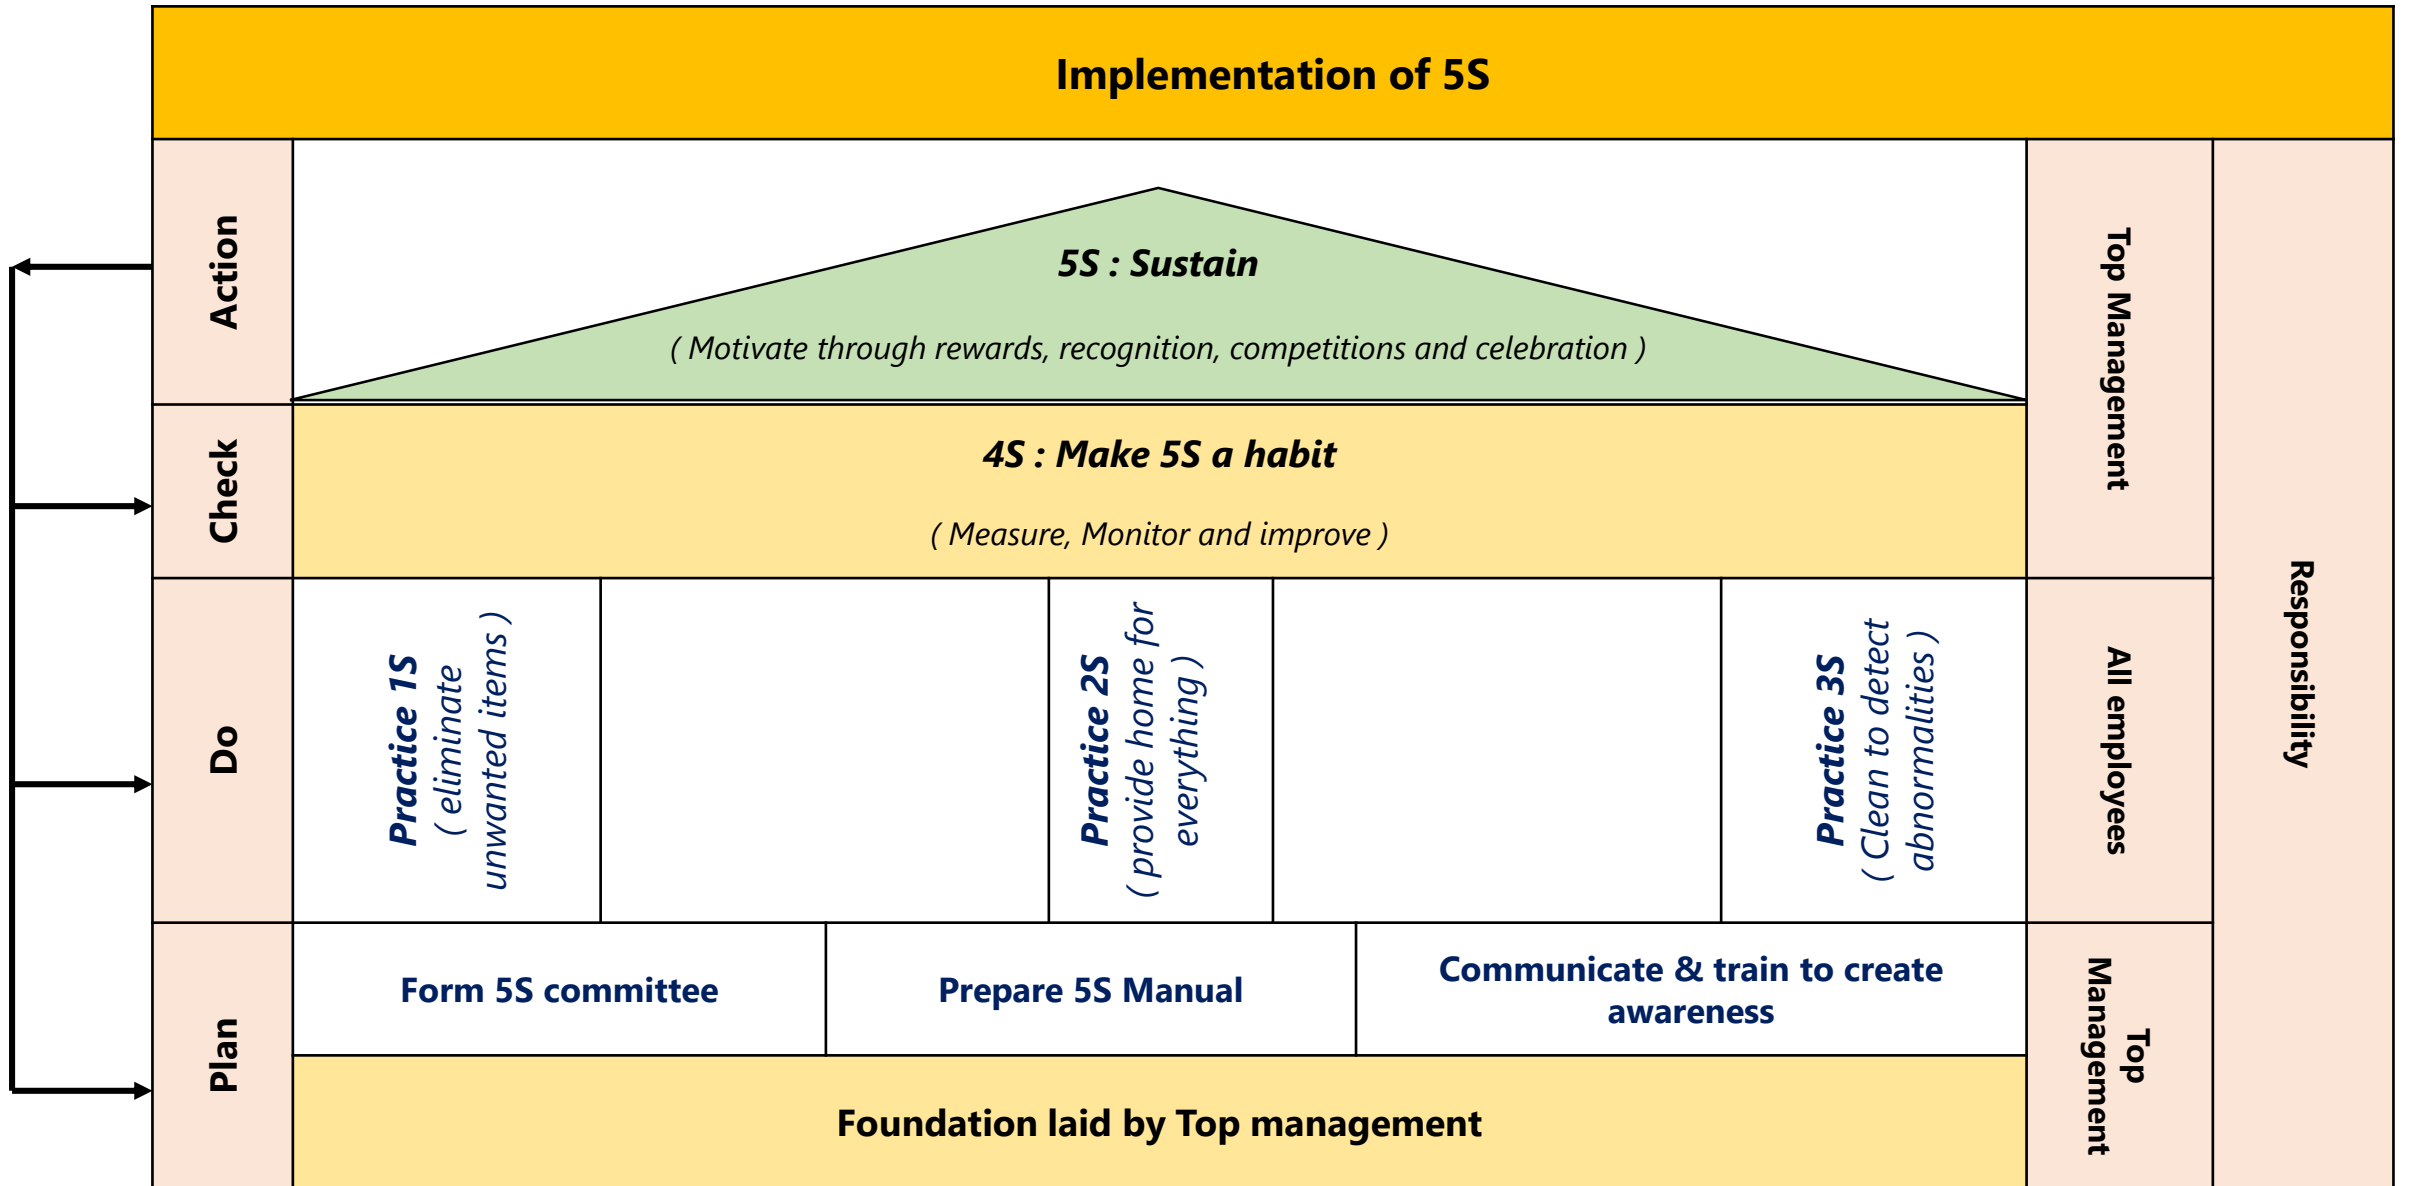 Implementation of 5S
Action
5S : Sustain
( Motivate through rewards, recognition, competitions and celebration )
Top Management
Responsibility
Check
4S : Make 5S a habit
( Measure, Monitor and improve )
Do
Practice 1S
( eliminate
unwanted items )
Practice 2S
( provide home for
everything )
Practice 3S
( Clean to detect
abnormalities )
All employees
Plan
Form 5S committee
Prepare 5S Manual
Communicate & train to create
awareness
Top
Management
Foundation laid by Top management